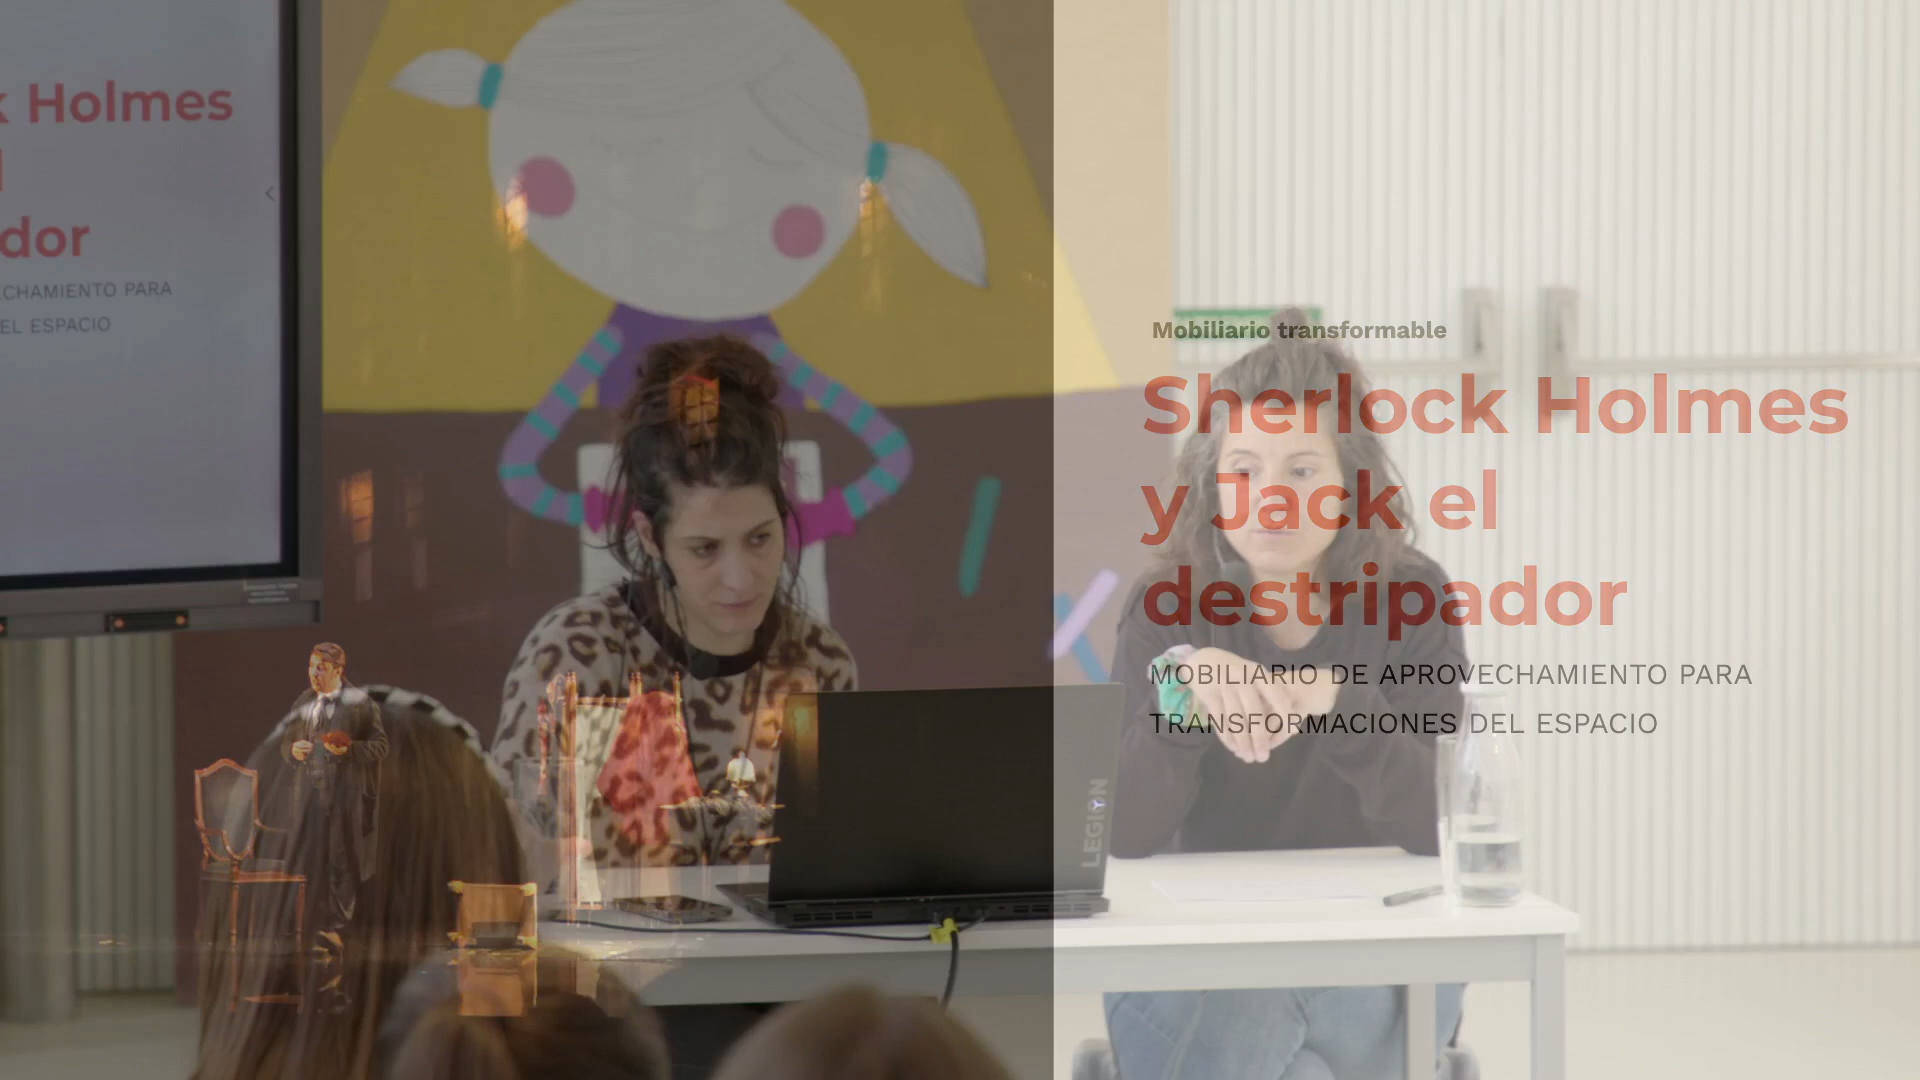 k Holmes
dor
ECHAMIENTO PARA
EL ESPACIO
Mobiliario transformable
Sherlock Holmes
y Jack el
destripador
MOBILIARIO DE APROVECHAMIENTO PARA
TRANSFORMACIONES DEL ESPACIO
LEGION